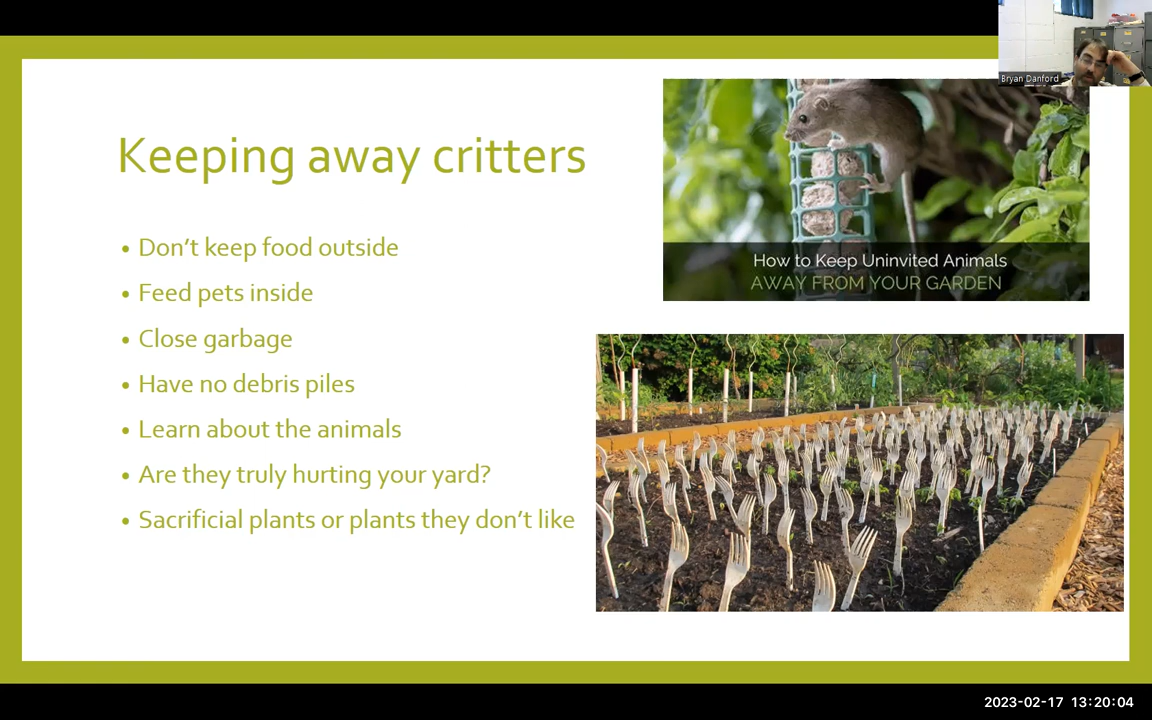 Bryan Danford
Keeping away critters
• Don’t keep food outside
• Feed pets inside
• Close garbage
• Have no debris piles
• Learn about the animals
• Are they truly hurting your yard?
• Sacrificial plants or plants they don’t like
How to Keep Uninvited Animals
AWAY FROM YOUR GARDEN
2023-02-17 13:20:04